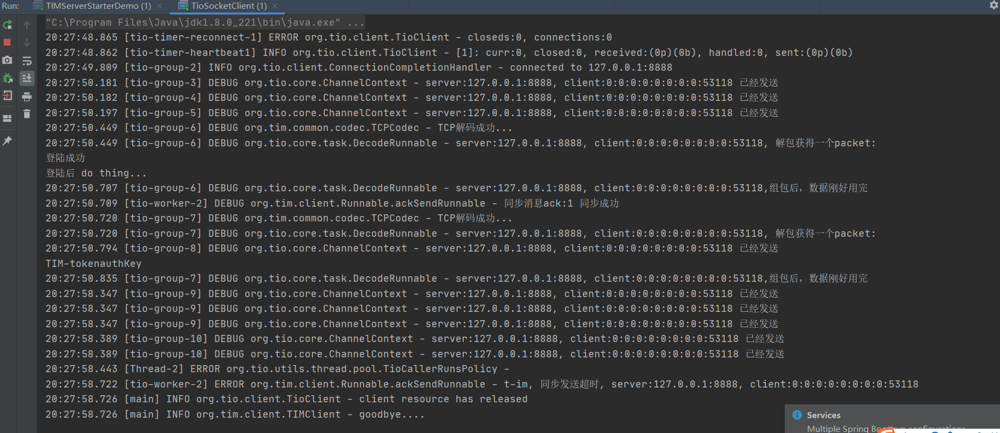 Run: TIMServerStarterDemo (1) × TioSocketClient (1) ×
"C:\Program Files\Java\jdk1.8.0_221\bin\java.exe" ...
20:27:48.865 [tio-timer-reconnect-1] ERROR org.tio.client.TioClient - closeds:0, connections:0
20:27:48.862 [tio-timer-heartbeat1] INFO org.tio.client.TioClient - [1]: curr:0, closed:0, received:(0p)(0b), handled:0, sent:(0p)(0b)
20:27:49.809 [tio-group-2] INFO org.tio.client.ConnectionCompletionHandler - connected to 127.0.0.1:8888
20:27:50.181 [tio-group-3] DEBUG org.tio.core.ChannelContext - server:127.0.0.1:8888, client:0:0:0:0:0:0:0:0:53118 已经发送
20:27:50.182 [tio-group-4] DEBUG org.tio.core.ChannelContext - server:127.0.0.1:8888, client:0:0:0:0:0:0:0:0:53118 已经发送
20:27:50.197 [tio-group-5] DEBUG org.tio.core.ChannelContext - server:127.0.0.1:8888, client:0:0:0:0:0:0:0:0:53118 已经发送
20:27:50.449 [tio-group-6] DEBUG org.tim.common.codec.TCPCodec - TCP解码成功...
20:27:50.449 [tio-group-6] DEBUG org.tio.core.task.DecodeRunnable - server:127.0.0.1:8888, client:0:0:0:0:0:0:0:0:53118, 解包获得一个packet:
登陆成功
登陆后 do thing...
20:27:50.707 [tio-group-6] DEBUG org.tio.core.task.DecodeRunnable - server:127.0.0.1:8888, client:0:0:0:0:0:0:0:0:53118,组包后，数据刚好用完
20:27:50.709 [tio-worker-2] DEBUG org.tim.client.Runnable.ackSendRunnable - 同步消息ack:1 同步成功
20:27:50.720 [tio-group-7] DEBUG org.tim.common.codec.TCPCodec - TCP解码成功...
20:27:50.720 [tio-group-7] DEBUG org.tio.core.task.DecodeRunnable - server:127.0.0.1:8888, client:0:0:0:0:0:0:0:0:53118, 解包获得一个packet:
20:27:50.794 [tio-group-8] DEBUG org.tio.core.ChannelContext - server:127.0.0.1:8888, client:0:0:0:0:0:0:0:0:53118 已经发送
TIM-tokenauthKey
20:27:50.835 [tio-group-7] DEBUG org.tio.core.task.DecodeRunnable - server:127.0.0.1:8888, client:0:0:0:0:0:0:0:0:53118,组包后，数据刚好用完
20:27:58.347 [tio-group-9] DEBUG org.tio.core.ChannelContext - server:127.0.0.1:8888, client:0:0:0:0:0:0:0:0:53118 已经发送
20:27:58.347 [tio-group-9] DEBUG org.tio.core.ChannelContext - server:127.0.0.1:8888, client:0:0:0:0:0:0:0:0:53118 已经发送
20:27:58.347 [tio-group-9] DEBUG org.tio.core.ChannelContext - server:127.0.0.1:8888, client:0:0:0:0:0:0:0:0:53118 已经发送
20:27:58.389 [tio-group-10] DEBUG org.tio.core.ChannelContext - server:127.0.0.1:8888, client:0:0:0:0:0:0:0:0:53118 已经发送
20:27:58.389 [tio-group-10] DEBUG org.tio.core.ChannelContext - server:127.0.0.1:8888, client:0:0:0:0:0:0:0:0:53118 已经发送
20:27:58.443 [Thread-2] ERROR org.tio.utils.thread.pool.TioCallerRunsPolicy -
20:27:58.722 [tio-worker-2] ERROR org.tim.client.Runnable.ackSendRunnable - t-im, 同步发送超时, server:127.0.0.1:8888, client:0:0:0:0:0:0:0:0:53118
20:27:58.726 [main] INFO org.tio.client.TioClient - client resource has released
20:27:58.726 [main] INFO org.tim.client.TIMClient - goodbye....
Services
Multiple Spring